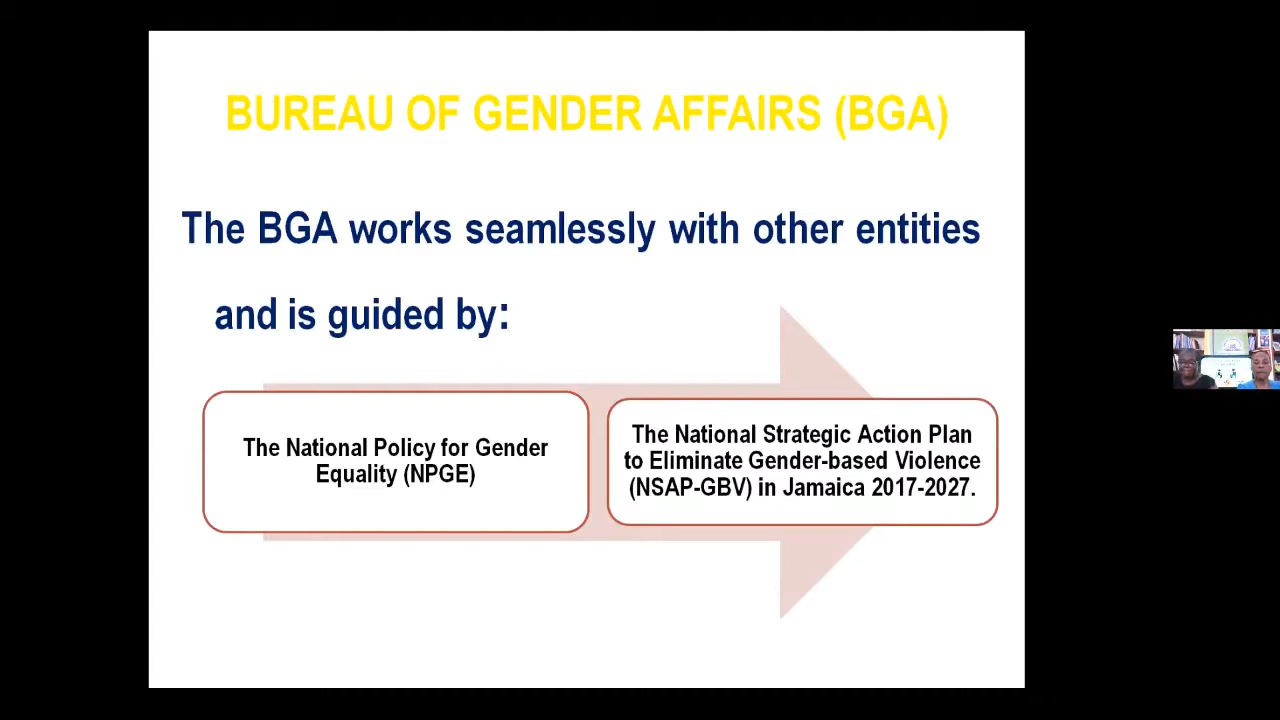 BUREAU OF GENDER AFFAIRS (BGA)
The BGA works seamlessly with other entities
and is guided by:
The National Policy for Gender
Equality (NPGE)
The National Strategic Action Plan
to Eliminate Gender-based Violence
(NSAP-GBV) in Jamaica 2017-2027.